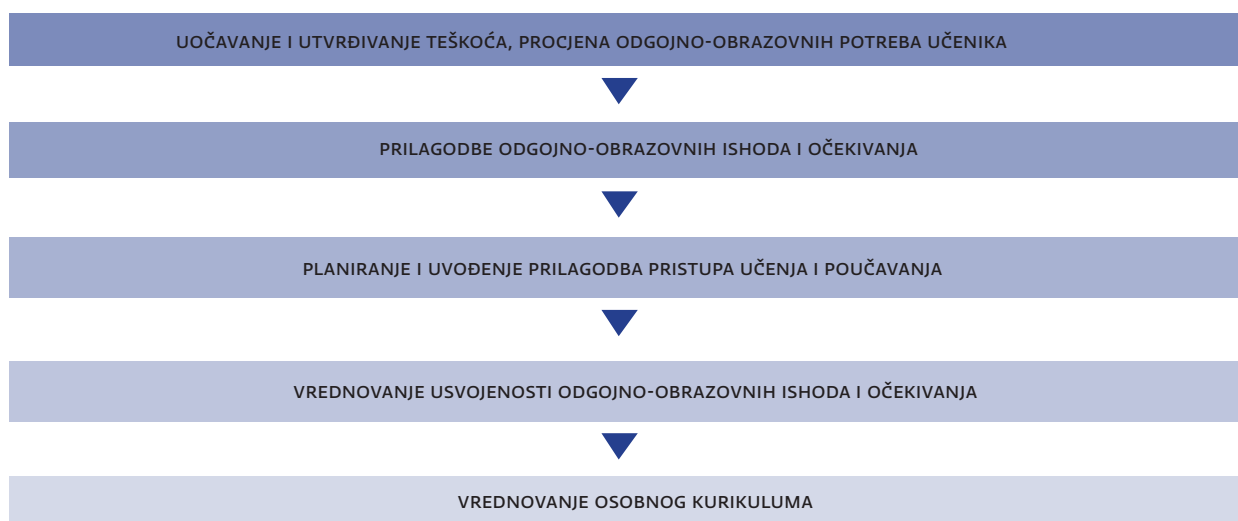 UOČAVANJE I UTVRĐIVANJE TEŠKOĆA, PROCJENA ODGOJNO-OBRAZOVNIH POTREBA UČENIKA
PRILAGODBE ODGOJNO-OBRAZOVNIH ISHODA I OČEKIVANJA
PLANIRANJE I UVOĐENJE PRILAGODBA PRISTUPA UČENJA I POUČAVANJA
VREDNOVANJE USVOJENOSTI ODGOJNO-OBRAZOVNIH ISHODA I OČEKIVANJA
VREDNOVANJE OSOBNOG KURIKULUMA